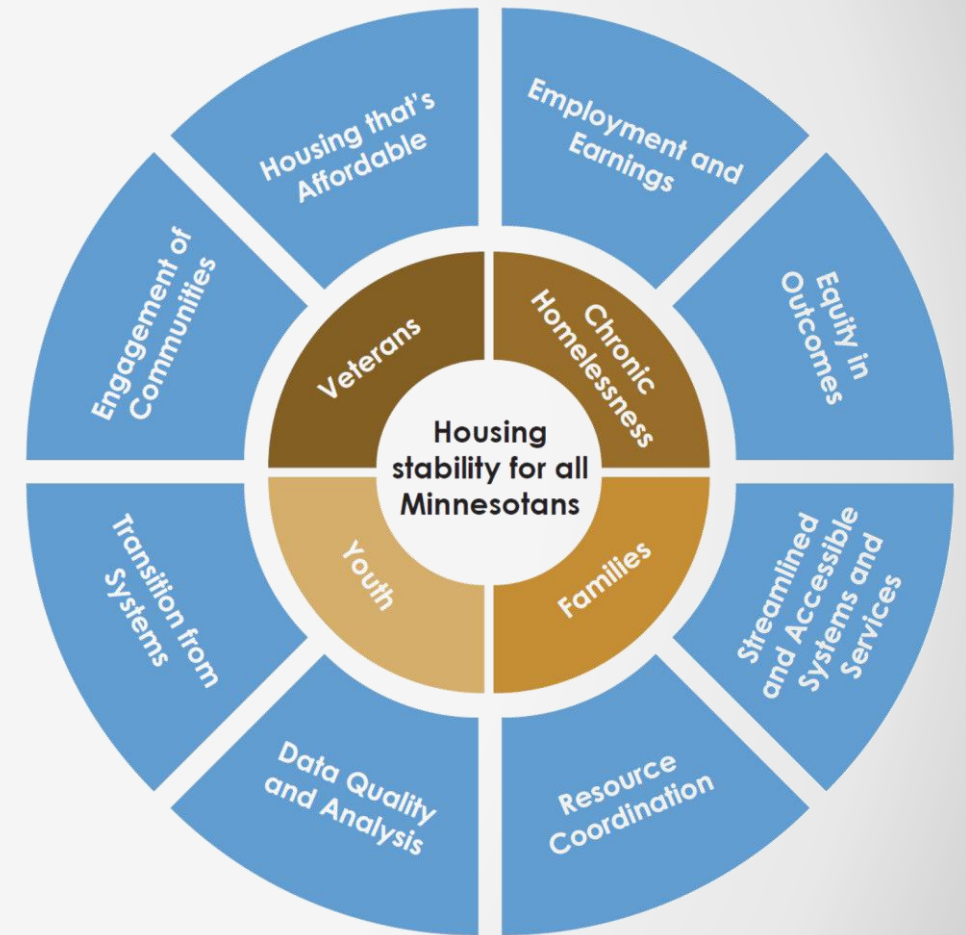 Housing that's
Affordable
Employment and
Earnings
Engagement of
Communities
Equity in
Outcomes
Veterans
Chronic
Homelessness
Housing
stability for all
Minnesotans
Youth
Families
Transition from
Systems
Streamlined
and Accessible
Systems and
Services
Data Quality
and Analysis
Resource
Coordination